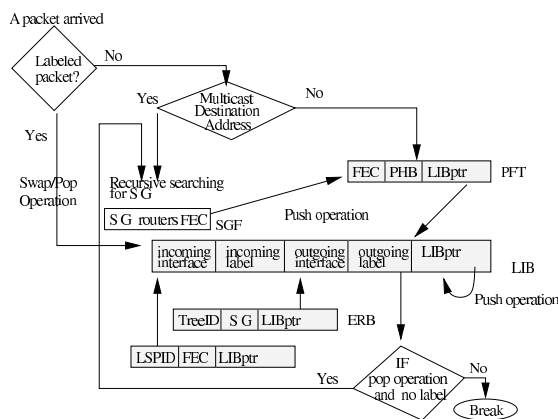 A packet arrived
Labeled
packet?
No
Multicast
Destination
Address
Yes
No
Yes
FEC PHB LIBptr
PFT
Swap/Pop
Operation
Recursive searching
for S G
S G routers FEC
SGF
Push operation
incoming
interface
incoming
label
outgoing
interface
outgoing
label
LIBptr
LIB
Push operation
TreeID S G LIBptr
ERB
LSPID FEC LIBptr
IF
pop operation
and no label
Yes
No
Break